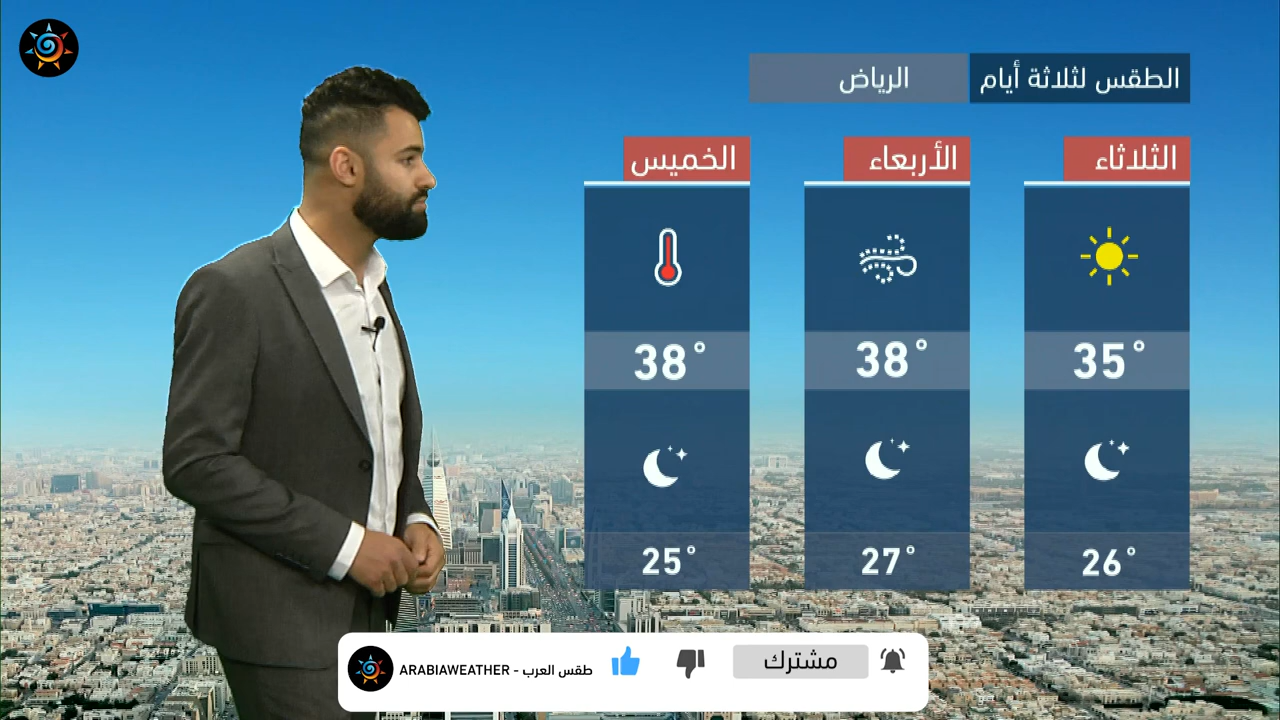 الطقس لثلاثة أيام
الرياض
الثلاثاء
الأربعاء
الخميس
35°
38°
38°
26°
27°
25°
ARABIAWEATHER - طقس العرب
مشترك